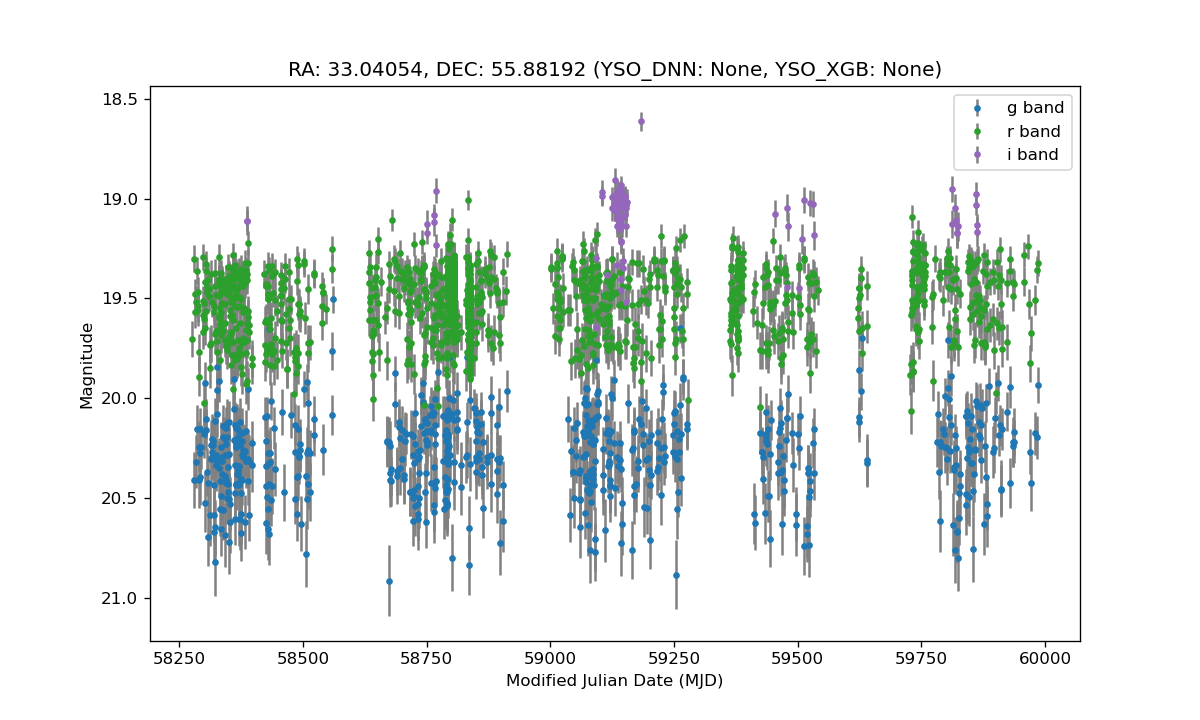 RA: 33.04054, DEC: 55.88192 (YSO_DNN: None, YSO_XGB: None)
g band
r band
i band
18.5
19.0
19.5
20.0
20.5
21.0
Magnitude
58250 58500 58750 59000 59250 59500 59750 60000
Modified Julian Date (MJD)